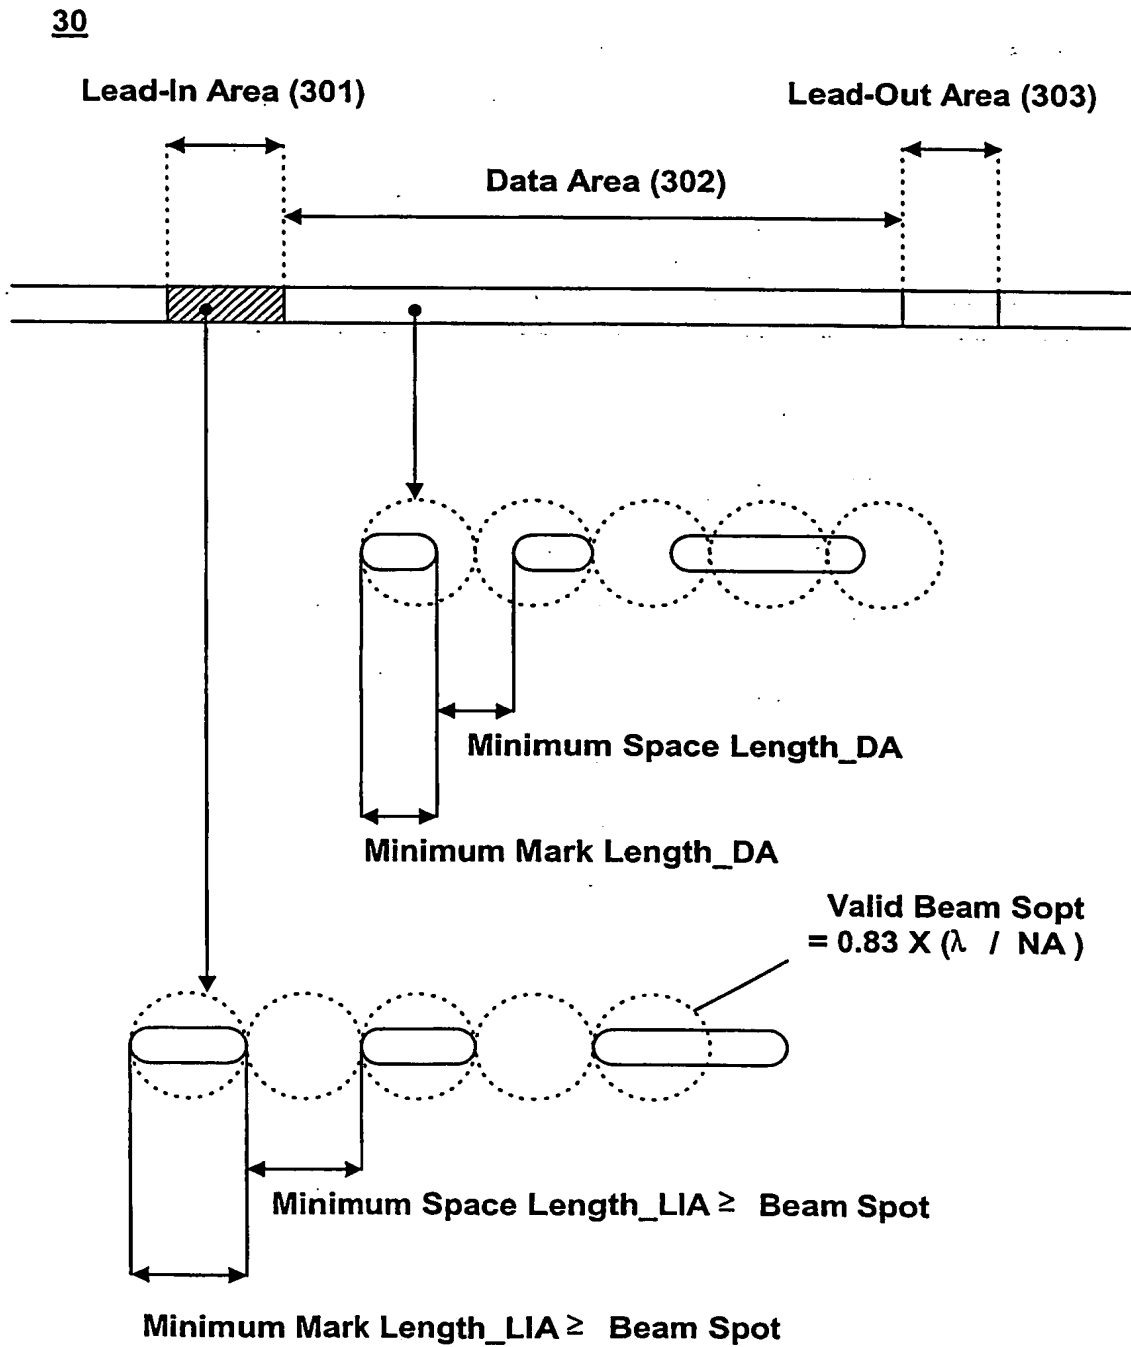 30
Lead-In Area (301)
Lead-Out Area (303)
Data Area (302)
Minimum Space Length_DA
Minimum Mark Length_DA
Valid Beam Sopt
= 0.83 X (λ / NA )
Minimum Space Length_LIA ≥ Beam Spot
Minimum Mark Length_LIA ≥ Beam Spot